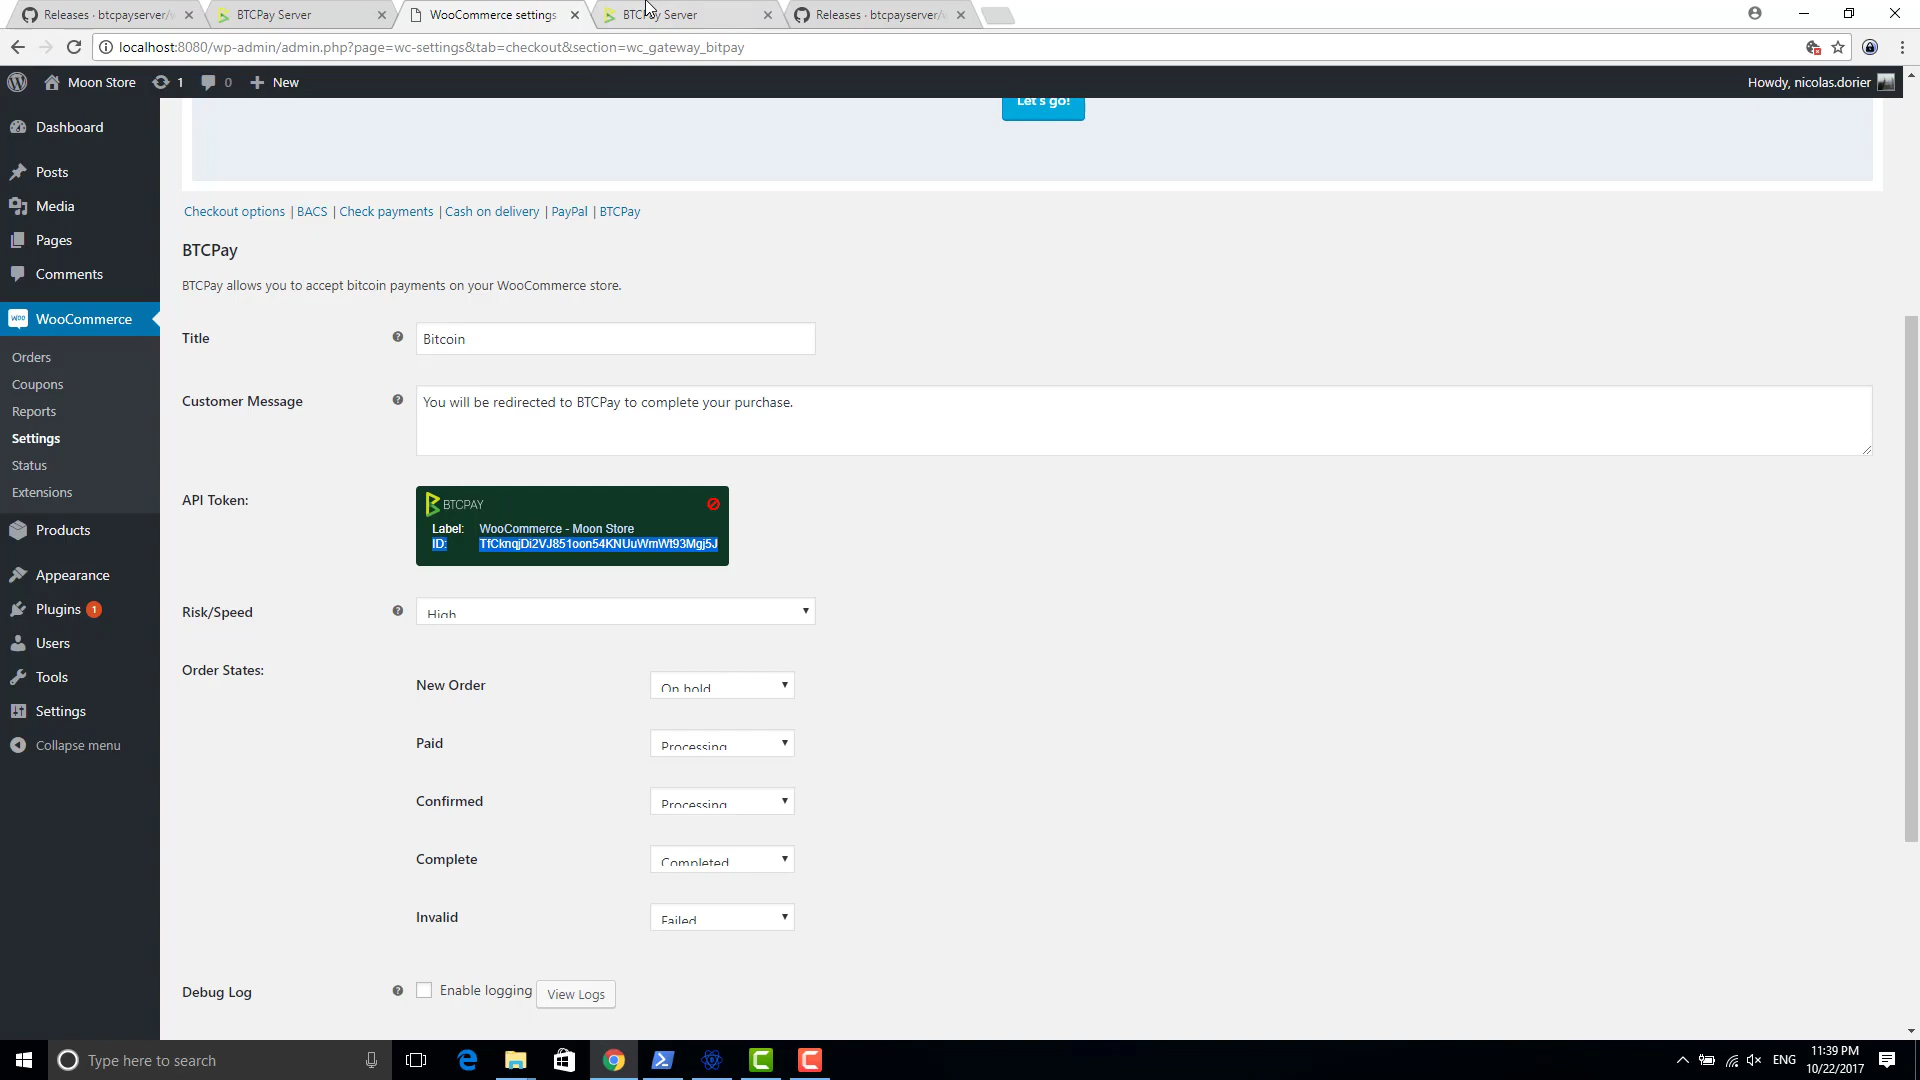 Releases · btcpayserver/
BTCPay Server
WooCommerce settings
BTCPay Server
Releases · btcpayserver/
localhost:8080/wp-admin/admin.php?page=wc-settings&tab=checkout&section=wc_gateway_bitpay
Moon Store
1
0
New
Howdy, nicolas.dorier
Let's go!
Dashboard
Posts
Media
Pages
Comments
WooCommerce
Orders
Coupons
Reports
Settings
Status
Extensions
Products
Appearance
Plugins 1
Users
Tools
Settings
Collapse menu
Checkout options | BACS | Check payments | Cash on delivery | PayPal | BTCPay
BTCPay
BTCPay allows you to accept bitcoin payments on your WooCommerce store.
Title
Bitcoin
Customer Message
You will be redirected to BTCPay to complete your purchase.
API Token:
BTCPAY
Label: WooCommerce - Moon Store
ID: TfCknqjDi2VJ851oon54KNUuWmWt93Mgj5J
Risk/Speed
High
Order States:
New Order
On hold
Paid
Processing
Confirmed
Processing
Complete
Completed
Invalid
Failed
Debug Log
Enable logging
View Logs
Type here to search
ENG
11:39 PM
10/22/2017